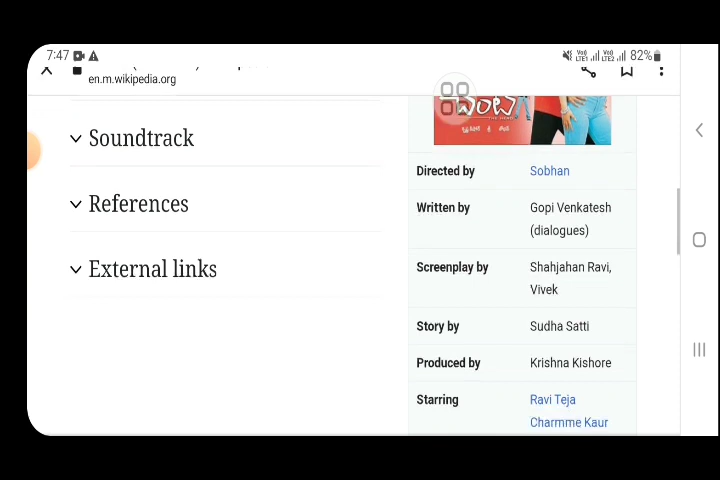 7:47
82%
en.m.wikipedia.org
Soundtrack
References
External links
Directed by Sobhan
Written by Gopi Venkatesh
(dialogues)
Screenplay by Shahjahan Ravi,
Vivek
Story by Sudha Satti
Produced by Krishna Kishore
Starring Ravi Teja
Charmme Kaur